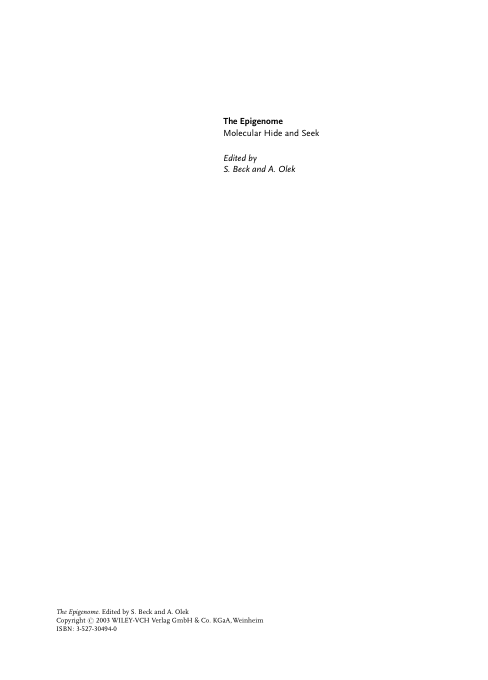 The Epigenome
Molecular Hide and Seek
Edited by
S. Beck and A. Olek
The Epigenome. Edited by S. Beck and A. Olek
Copyright © 2003 WILEY-VCH Verlag GmbH & Co. KGaA, Weinheim
ISBN: 3-527-30494-0